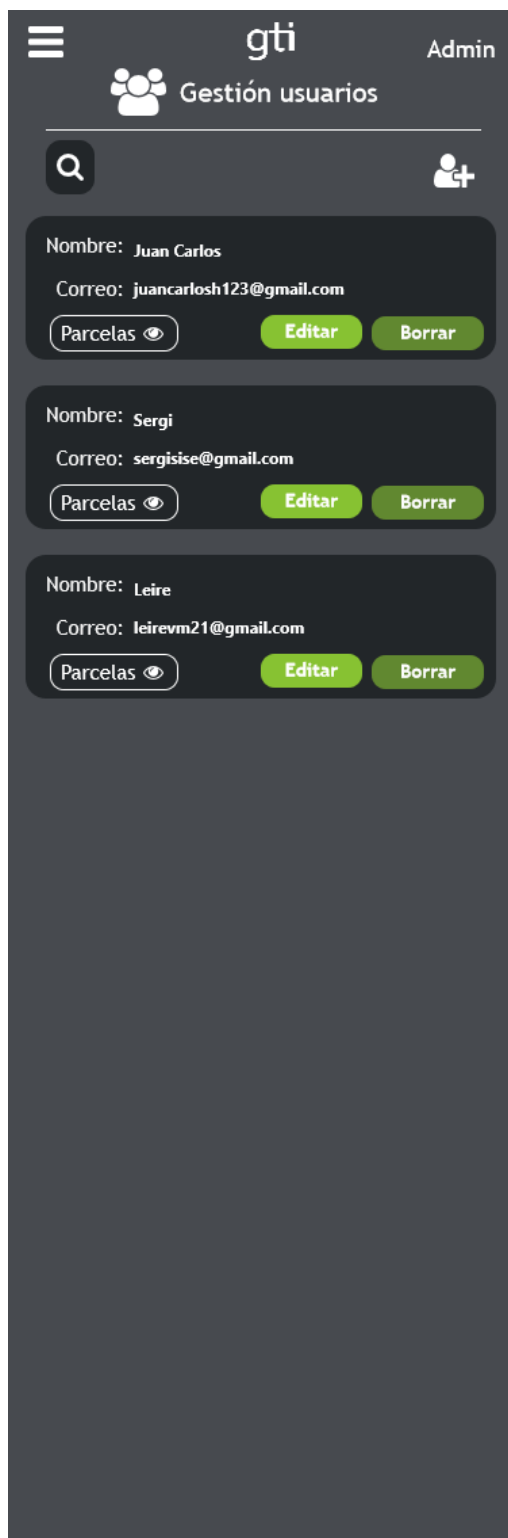 gti
Admin
Gestión usuarios
Nombre: Juan Carlos
Correo: juancarlosh123@gmail.com
Parcelas Editar Borrar
Nombre: Sergi
Correo: sergisise@gmail.com
Parcelas Editar Borrar
Nombre: Leire
Correo: leirevm21@gmail.com
Parcelas Editar Borrar